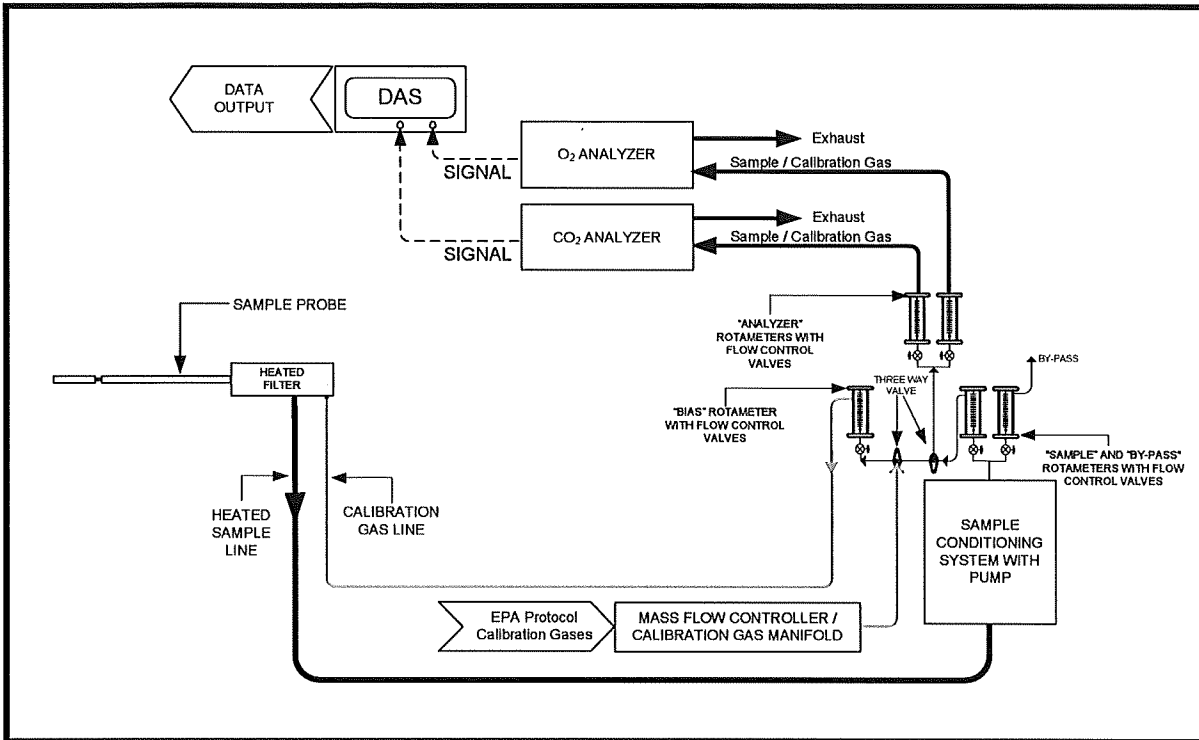 DATA
OUTPUT
DAS
O₂ ANALYZER
Exhaust
Sample / Calibration Gas
SIGNAL
CO₂ ANALYZER
Exhaust
Sample / Calibration Gas
SIGNAL
SAMPLE PROBE
"ANALYZER"
ROTAMETERS WITH
FLOW CONTROL
VALVES
BY-PASS
HEATED
FILTER
THREE WAY
VALVE
"BIAS" ROTAMETER
WITH FLOW CONTROL
VALVES
"SAMPLE" AND "BY-PASS"
ROTAMETERS WITH FLOW
CONTROL VALVES
HEATED
SAMPLE
LINE
CALIBRATION
GAS LINE
SAMPLE
CONDITIONING
SYSTEM WITH
PUMP
EPA Protocol
Calibration Gases
MASS FLOW CONTROLLER /
CALIBRATION GAS MANIFOLD